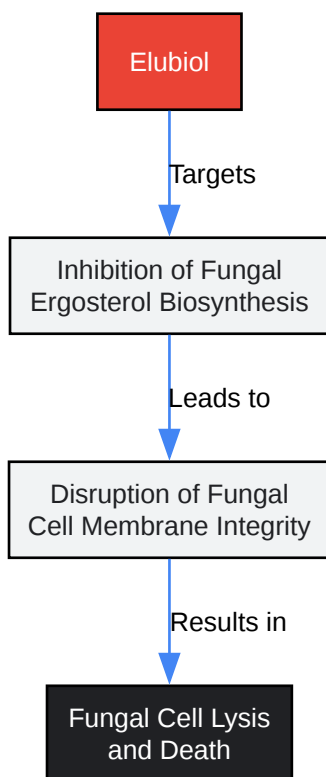 Elubiol
Targets
Inhibition of Fungal
Ergosterol Biosynthesis
Leads to
Disruption of Fungal
Cell Membrane Integrity
Results in
Fungal Cell Lysis
and Death